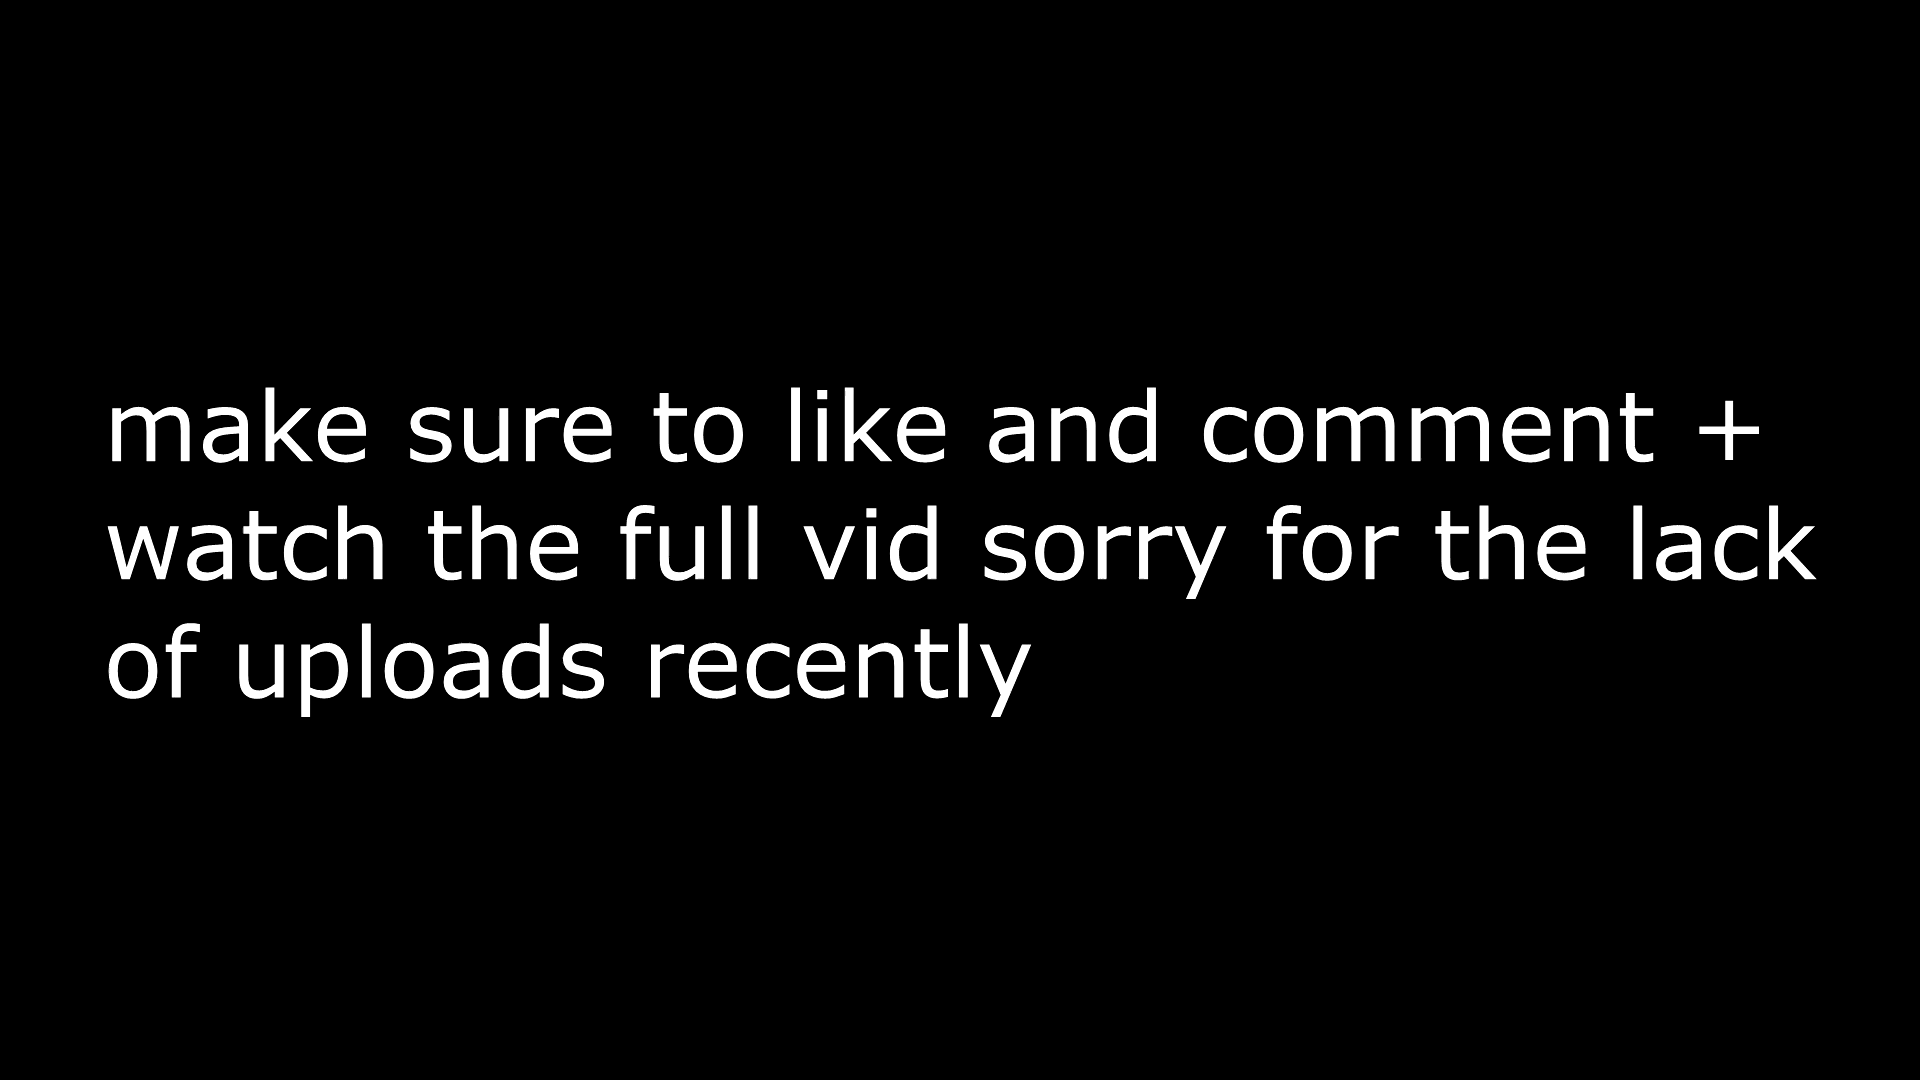 make sure to like and comment +
watch the full vid sorry for the lack
of uploads recently